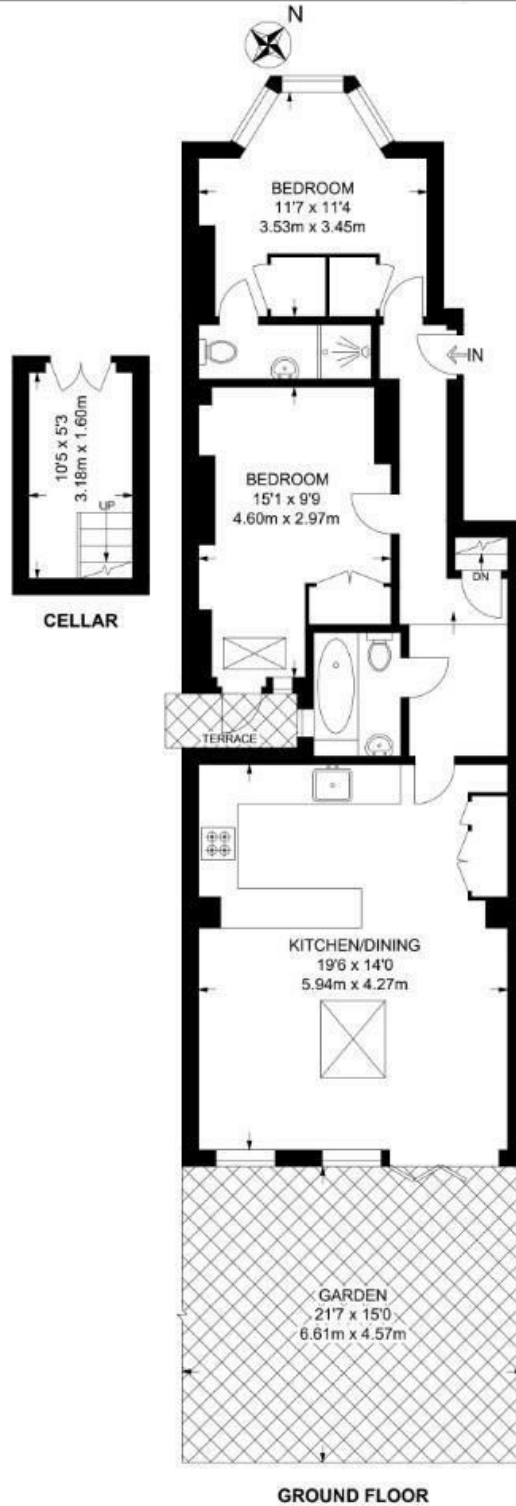 N
BEDROOM
11'7 x 11'4
3.53m x 3.45m
IN
10'5 x 5'3
3.18m x 1.60m
UP
CELLAR
BEDROOM
15'1 x 9'9
4.60m x 2.97m
DN
TERRACE
KITCHEN/DINING
19'6 x 14'0
5.94m x 4.27m
GARDEN
21'7 x 15'0
6.61m x 4.57m
GROUND FLOOR